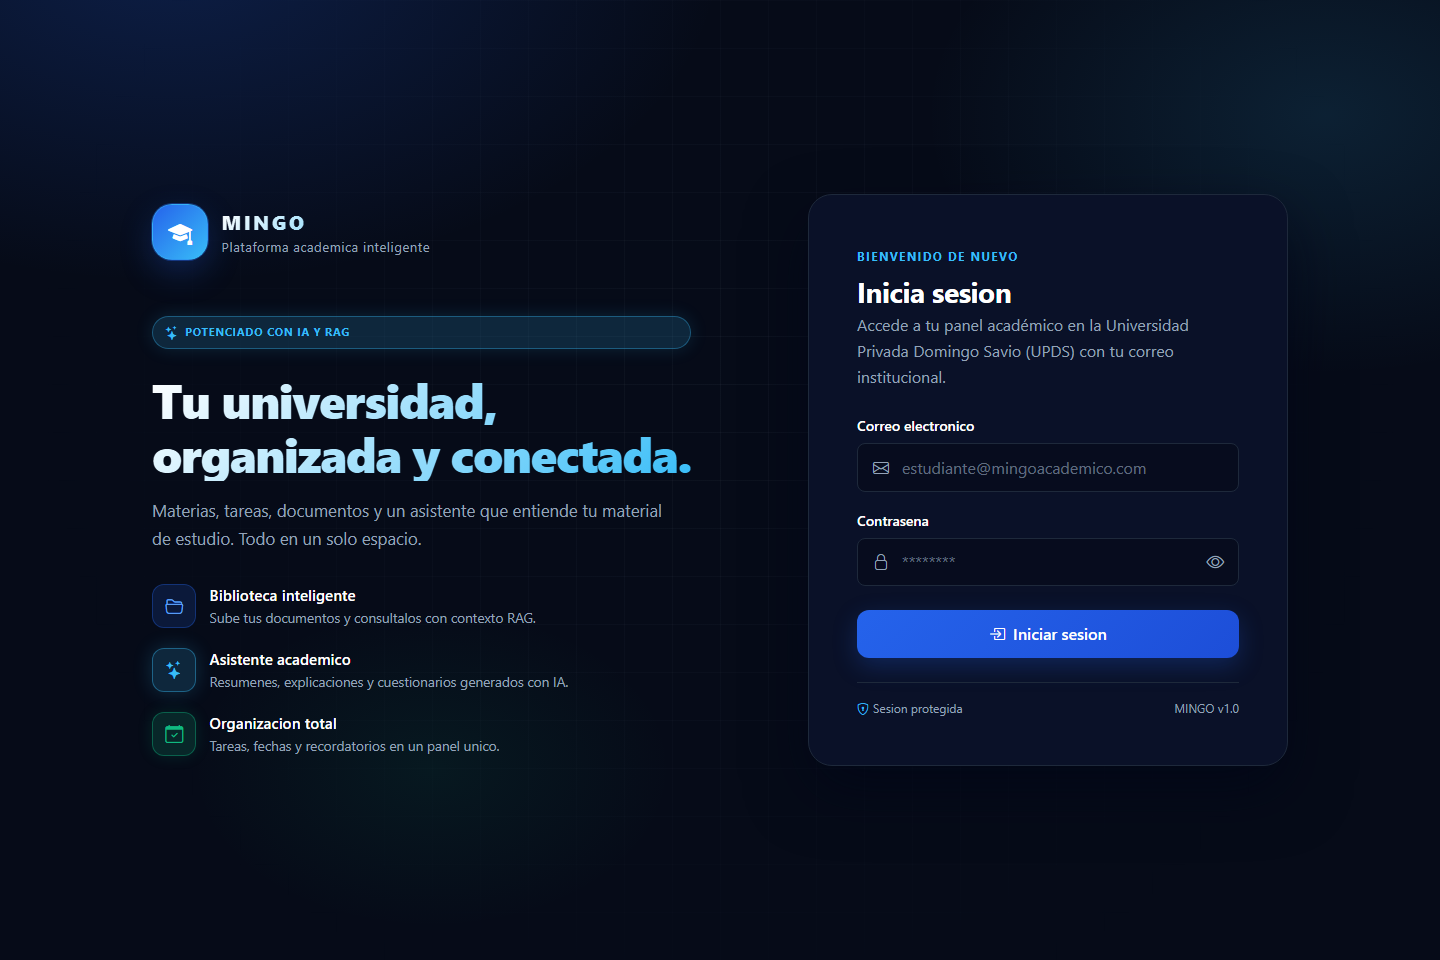 MINGO
Plataforma academica inteligente
POTENCIADO CON IA Y RAG
Tu universidad,
organizada y conectada.
Materias, tareas, documentos y un asistente que entiende tu material
de estudio. Todo en un solo espacio.
Biblioteca inteligente
Sube tus documentos y consultalos con contexto RAG.
Asistente academico
Resumenes, explicaciones y cuestionarios generados con IA.
Organizacion total
Tareas, fechas y recordatorios en un panel unico.
BIENVENIDO DE NUEVO
Inicia sesion
Accede a tu panel académico en la Universidad
Privada Domingo Savio (UPDS) con tu correo
institucional.
Correo electronico
estudiante@mingoacademico.com
Contrasena
********
Iniciar sesion
Sesion protegida
MINGO v1.0